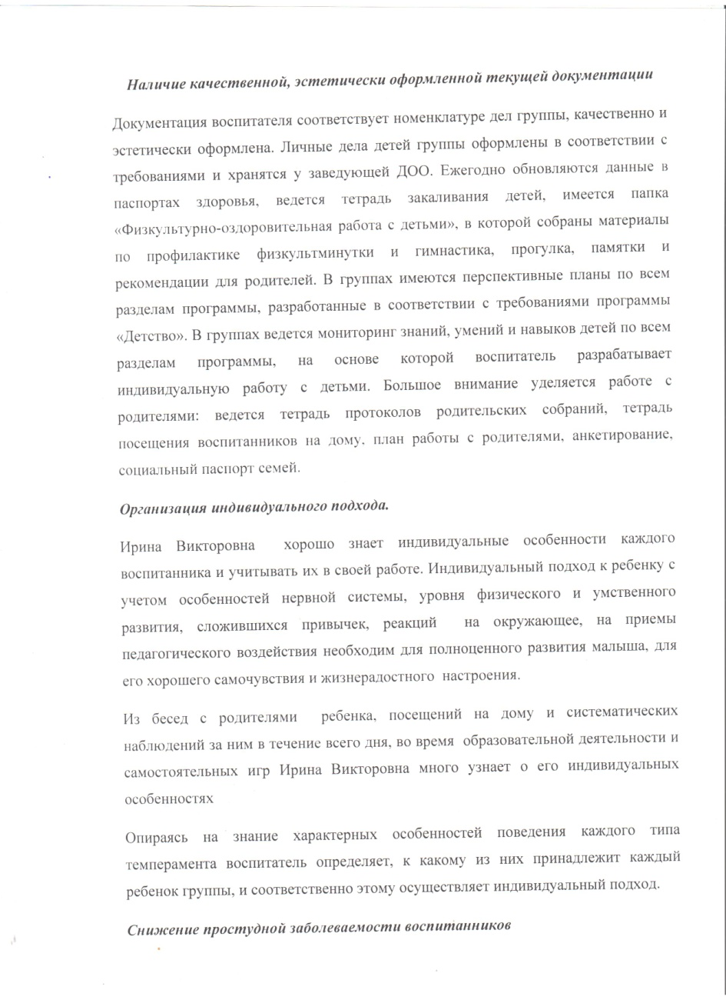 Наличие качественной, эстетически оформленной текущей документации
Документация воспитателя соответствует номенклатуре дел группы, качественно и
эстетически оформлена. Личные дела детей группы оформлены в соответствии с
требованиями и хранятся у заведующей ДОО. Ежегодно обновляются данные в
паспортах здоровья, ведется тетрадь закаливания детей, имеется папка
«Физкультурно-оздоровительная работа с детьми», в которой собраны материалы
по профилактике физкультминутки и гимнастика, прогулка, памятки и
рекомендации для родителей. В группах имеются перспективные планы по всем
разделам программы, разработанные в соответствии с требованиями программы
«Детство». В группах ведется мониторинг знаний, умений и навыков детей по всем
разделам программы, на основе которой воспитатель разрабатывает
индивидуальную работу с детьми. Большое внимание уделяется работе с
родителями: ведется тетрадь протоколов родительских собраний, тетрадь
посещения воспитанников на дому, план работы с родителями, анкетирование,
социальный паспорт семей.
Организация индивидуального подхода.
Ирина Викторовна хорошо знает индивидуальные особенности каждого
воспитанника и учитывать их в своей работе. Индивидуальный подход к ребенку с
учетом особенностей нервной системы, уровня физического и умственного
развития, сложившихся привычек, реакций на окружающее, на приемы
педагогического воздействия необходим для полноценного развития малыша, для
его хорошего самочувствия и жизнерадостного настроения.
Из бесед с родителями ребенка, посещений на дому и систематических
наблюдений за ним в течение всего дня, во время образовательной деятельности и
самостоятельных игр Ирина Викторовна много узнает о его индивидуальных
особенностях
Опираясь на знание характерных особенностей поведения каждого типа
темперамента воспитатель определяет, к какому из них принадлежит каждый
ребенок группы, и соответственно этому осуществляет индивидуальный подход.
Снижение простудной заболеваемости воспитанников